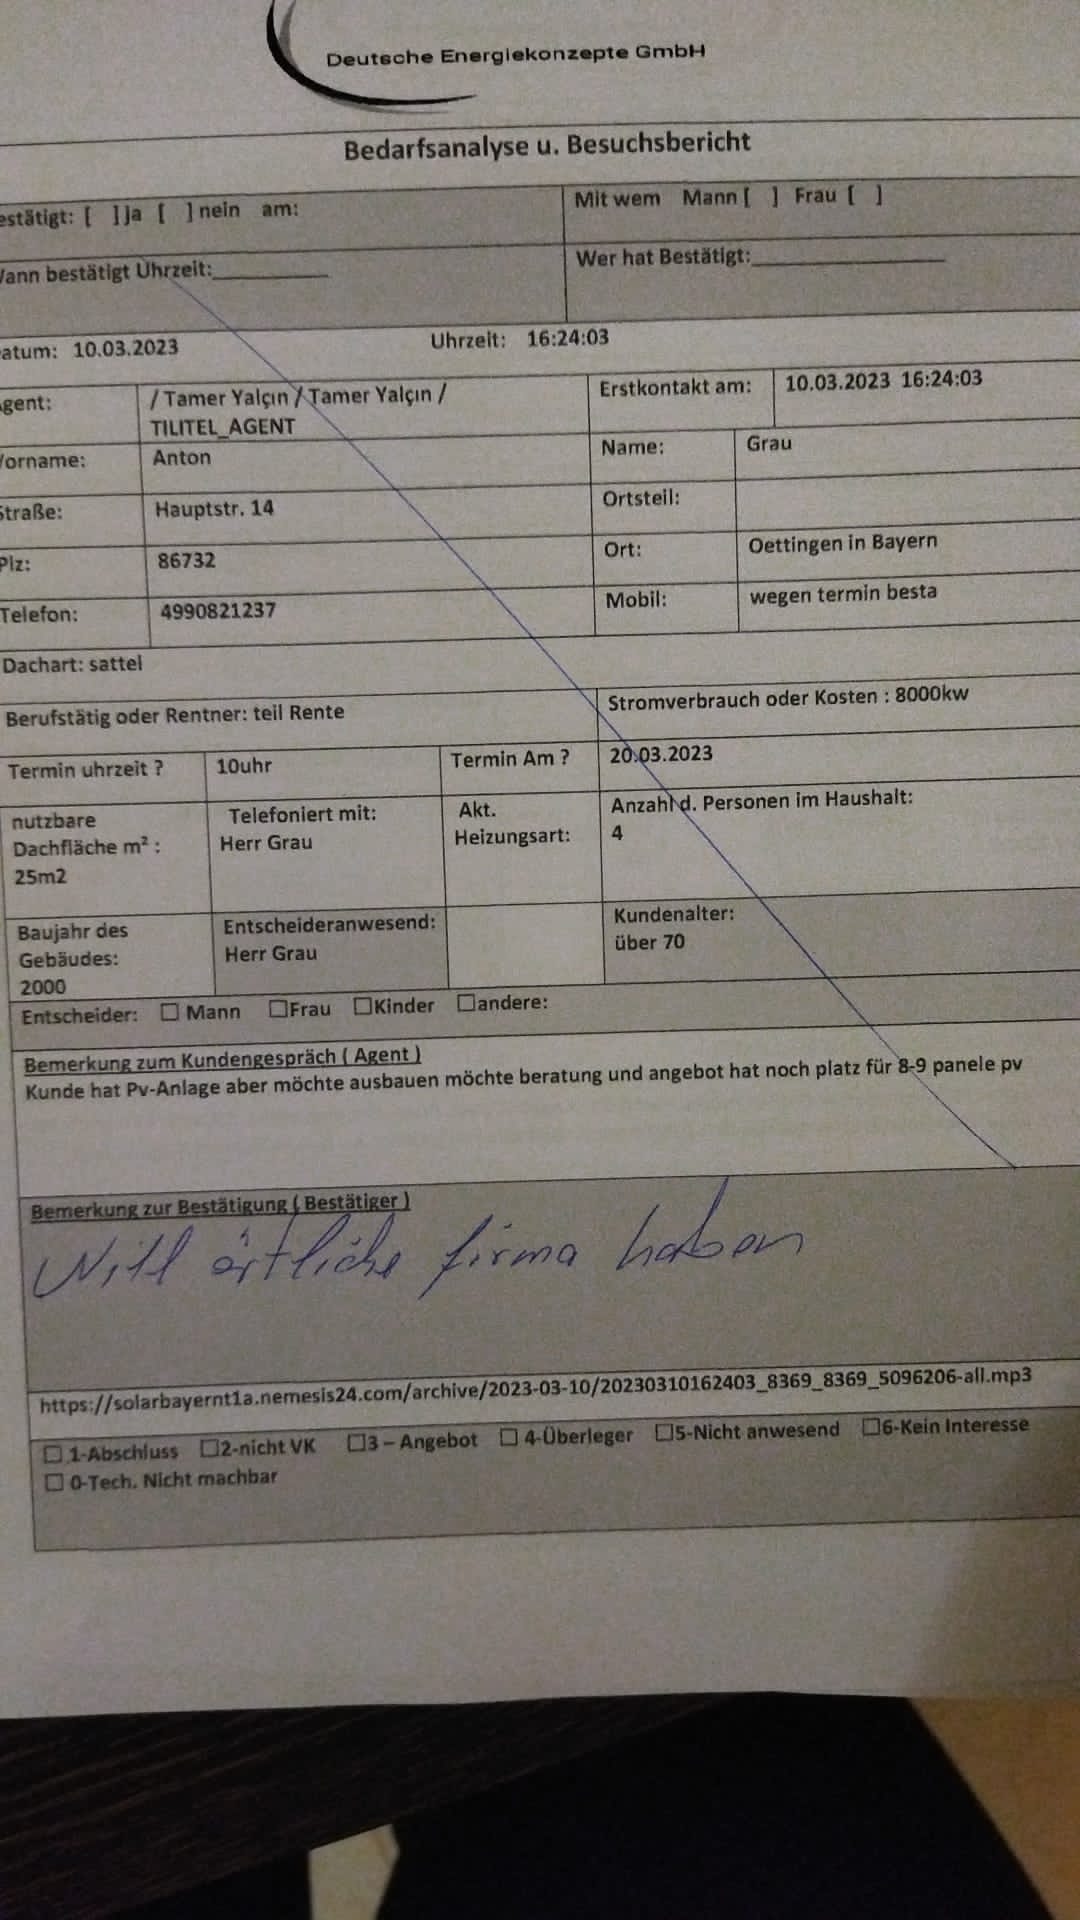 Deutsche Energiekonzepte GmbH
Bedarfsanalyse u. Besuchsbericht
estätigt: [ ] ja [ ] nein am:
Mit wem Mann [ ] Frau [ ]
Wann bestätigt Uhrzeit:__________
Wer hat Bestätigt:__________
atum: 10.03.2023 Uhrzeit: 16:24:03
gent:
/ Tamer Yalçın / Tamer Yalçın /
TILITEL_AGENT
Erstkontakt am: 10.03.2023 16:24:03
Vorname: Anton
Name: Grau
Straße: Hauptstr. 14
Ortsteil:
Plz: 86732
Ort: Oettingen in Bayern
Telefon: 4990821237
Mobil: wegen termin besta
Dachart: sattel
Berufstätig oder Rentner: teil Rente
Stromverbrauch oder Kosten : 8000kw
Termin uhrzeit ? 10uhr Termin Am ? 20.03.2023
nutzbare
Dachfläche m² :
25m2
Telefoniert mit:
Herr Grau
Akt.
Heizungsart:
Anzahl d. Personen im Haushalt:
4
Baujahr des
Gebäudes:
2000
Entscheideranwesend:
Herr Grau
Kundenalter:
über 70
Entscheider: ☐ Mann ☐Frau ☐Kinder ☐andere:
Bemerkung zum Kundengespräch ( Agent )
Kunde hat Pv-Anlage aber möchte ausbauen möchte beratung und angebot hat noch platz für 8-9 panele pv
Bemerkung zur Bestätigung ( Bestätiger )
Will örtliche firma haben
https://solarbayernt1a.nemesis24.com/archive/2023-03-10/20230310162403_8369_8369_5096206-all.mp3
☐ 1-Abschluss ☐2-nicht VK ☐3 – Angebot ☐ 4-Überleger ☐5-Nicht anwesend ☐6-Kein Interesse
☐ 0-Tech. Nicht machbar